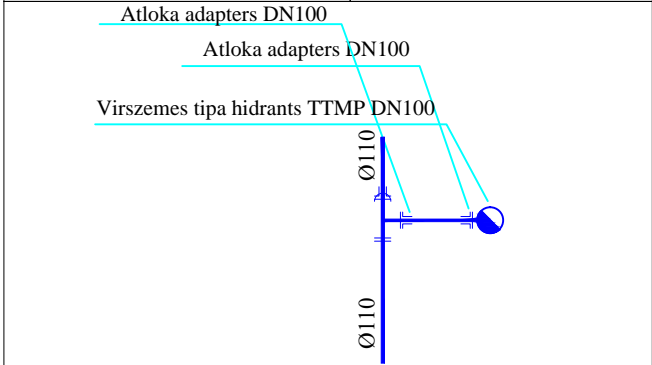 Atloka adapters DN100
Atloka adapters DN100
Virszemes tipa hidrants TTMP DN100
Ø110
Ø110